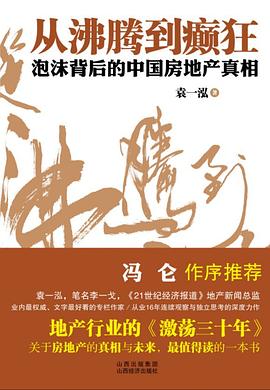 从沸腾到癫狂
泡沫背后的中国房地产真相
袁一泓 著
沸腾到
冯仑 作序推荐
袁一泓，笔名李一戈，《21世纪经济报道》地产新闻总监
业内最权威、文字最好看的专栏作家／从业16年连续观察与独立思考的深度力作
地产行业的《激荡三十年》
关于房地产的真相与未来，最值得读的一本书
山西出版集团
山西经济出版社